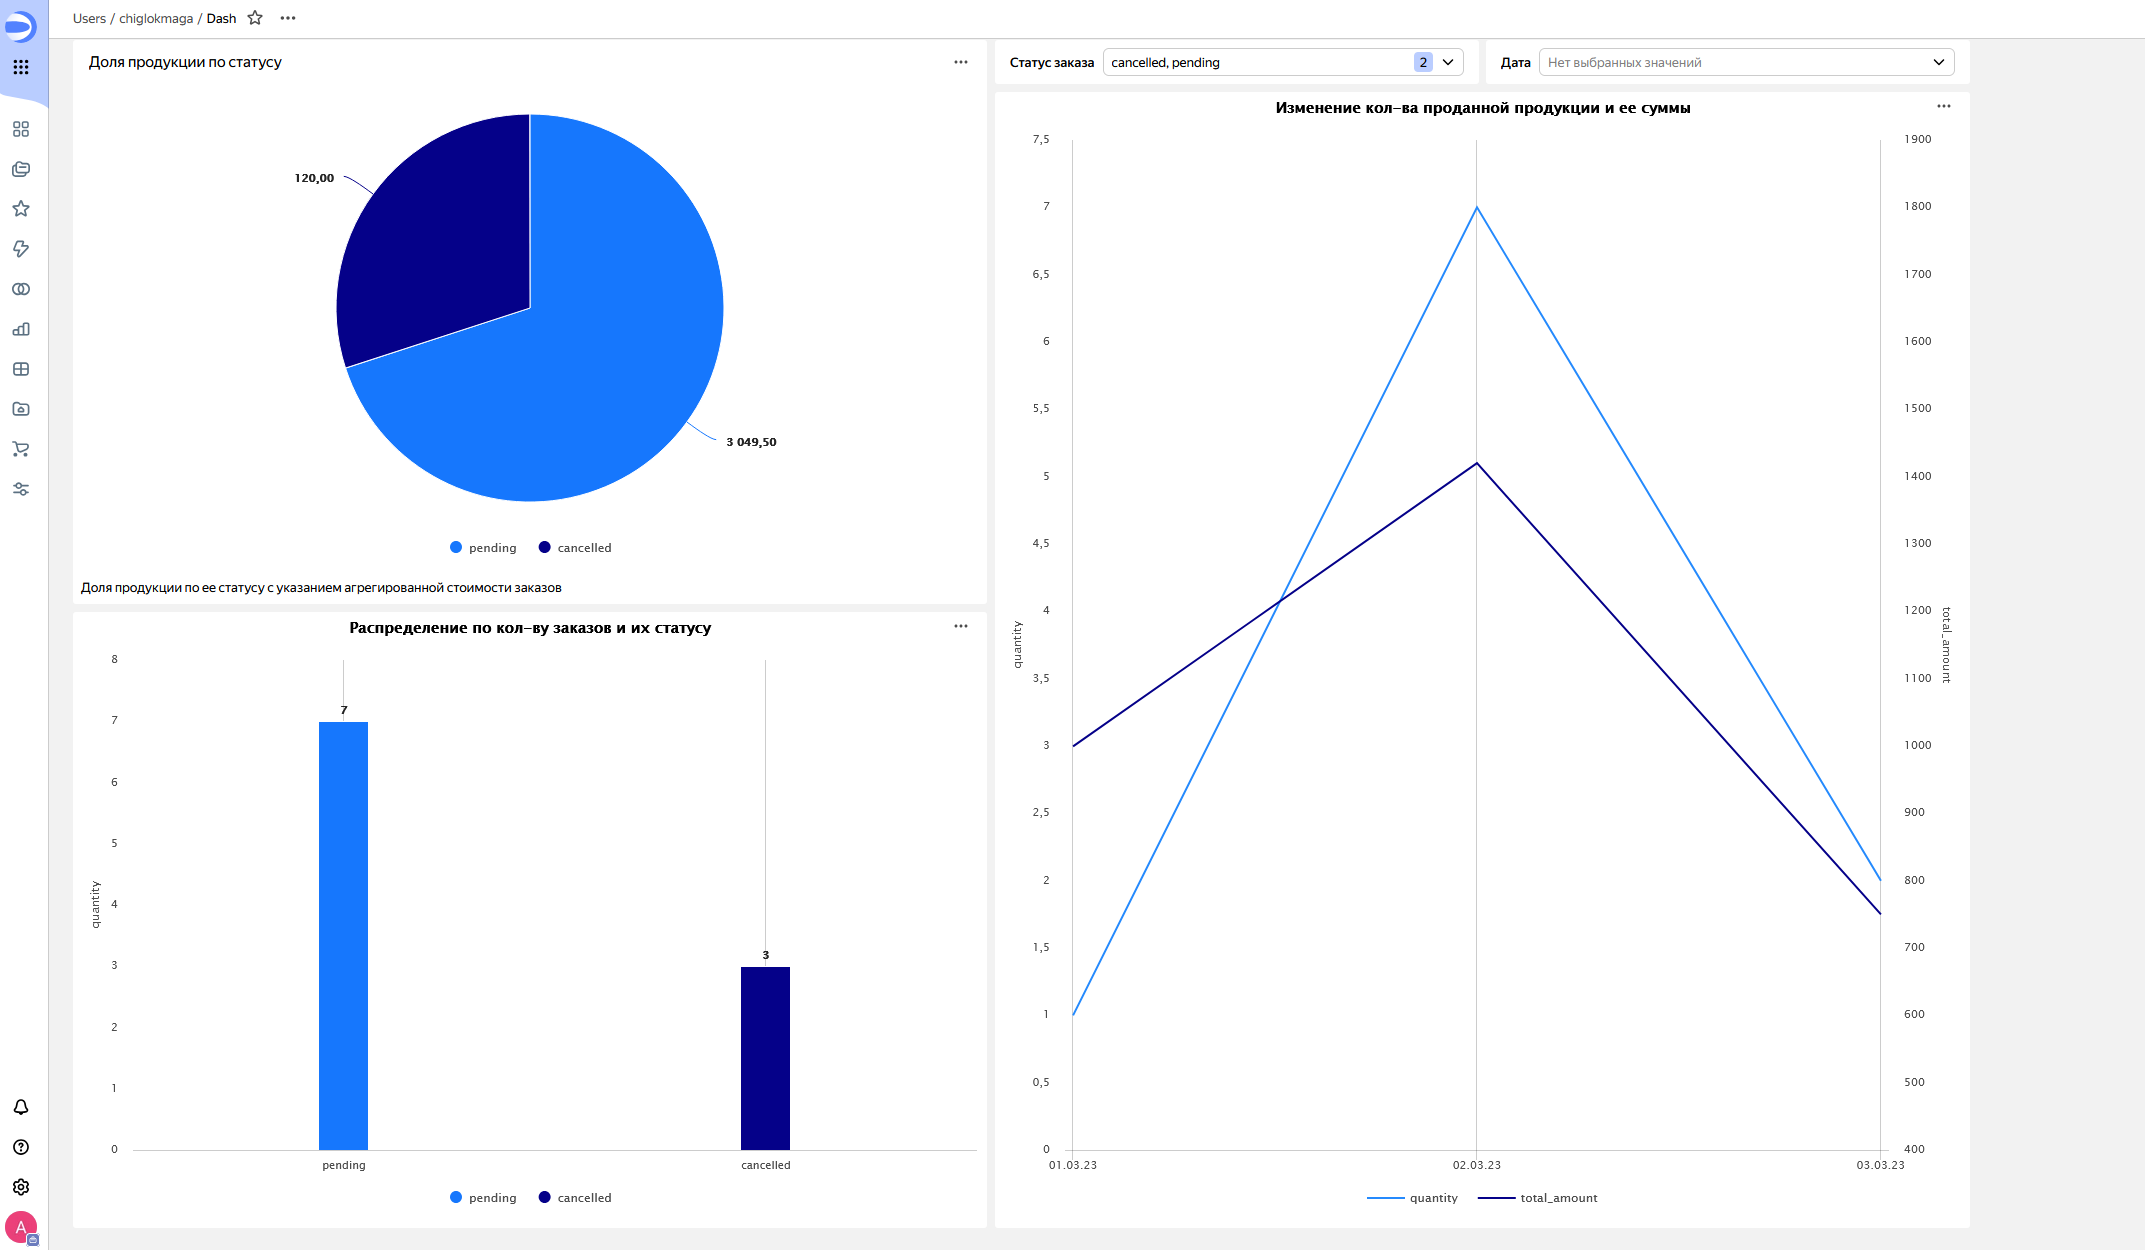 Users / chiglokmaga / Dash
Доля продукции по статусу
120,00
3 049,50
pending
cancelled
Доля продукции по ее статусу с указанием агрегированной стоимости заказов
Статус заказа
cancelled, pending
2
Дата
Нет выбранных значений
Распределение по кол-ву заказов и их статусу
8
7
6
5
4
3
2
1
0
quantity
7
3
pending
cancelled
pending
cancelled
Изменение кол-ва проданной продукции и ее суммы
7,5
7
6,5
6
5,5
5
4,5
4
3,5
3
2,5
2
1,5
1
0,5
0
quantity
1900
1800
1700
1600
1500
1400
1300
1200
1100
1000
900
800
700
600
500
400
total_amount
01.03.23
02.03.23
03.03.23
quantity
total_amount
A